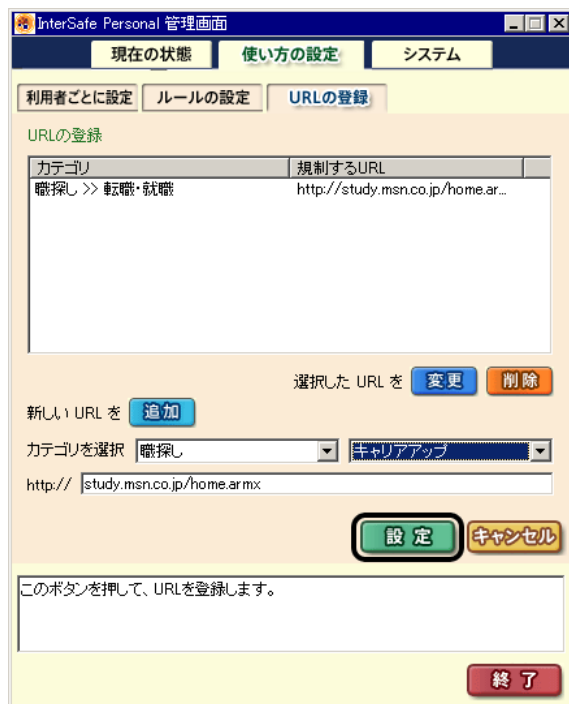 InterSafe Personal 管理画面
現在の状態 使い方の設定 システム
利用者ごとに設定 ルールの設定 URLの登録
URLの登録
カテゴリ 規制するURL
職探し >> 転職・就職 http://study.msn.co.jp/home.ar...
選択した URL を 変更 削除
新しい URL を 追加
カテゴリを選択 職探し キャリアアップ
http:// study.msn.co.jp/home.armx
設定 キャンセル
このボタンを押して、URLを登録します。
終了